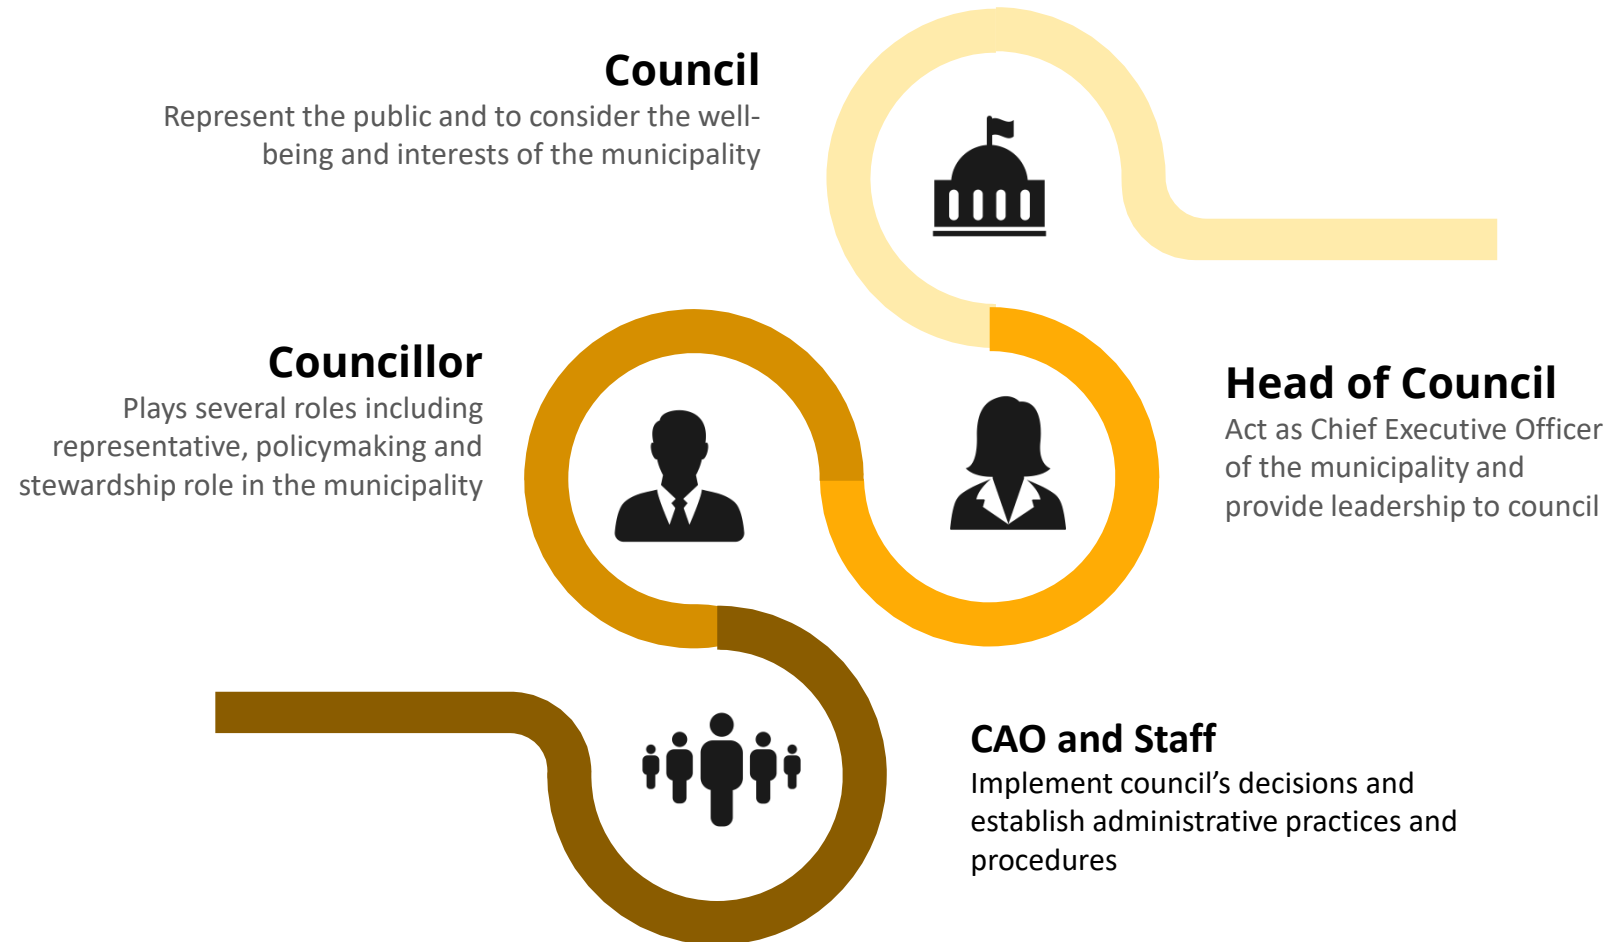 Council
Represent the public and to consider the well-
being and interests of the municipality
Councillor
Plays several roles including
representative, policymaking and
stewardship role in the municipality
Head of Council
Act as Chief Executive Officer
of the municipality and
provide leadership to council
CAO and Staff
Implement council’s decisions and
establish administrative practices and
procedures